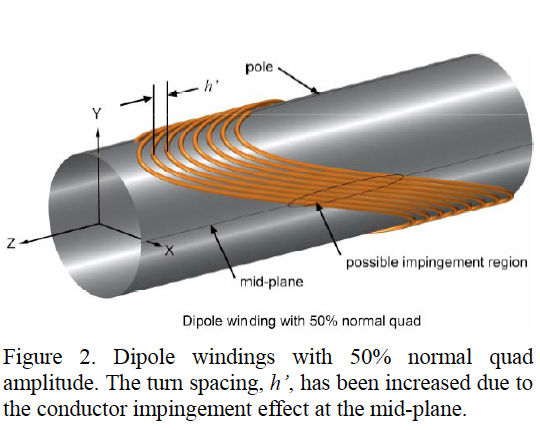 pole
h'
Y
Z
X
possible impingement region
mid-plane
Dipole winding with 50% normal quad
Figure 2. Dipole windings with 50% normal quad
amplitude. The turn spacing, h’, has been increased due to
the conductor impingement effect at the mid-plane.